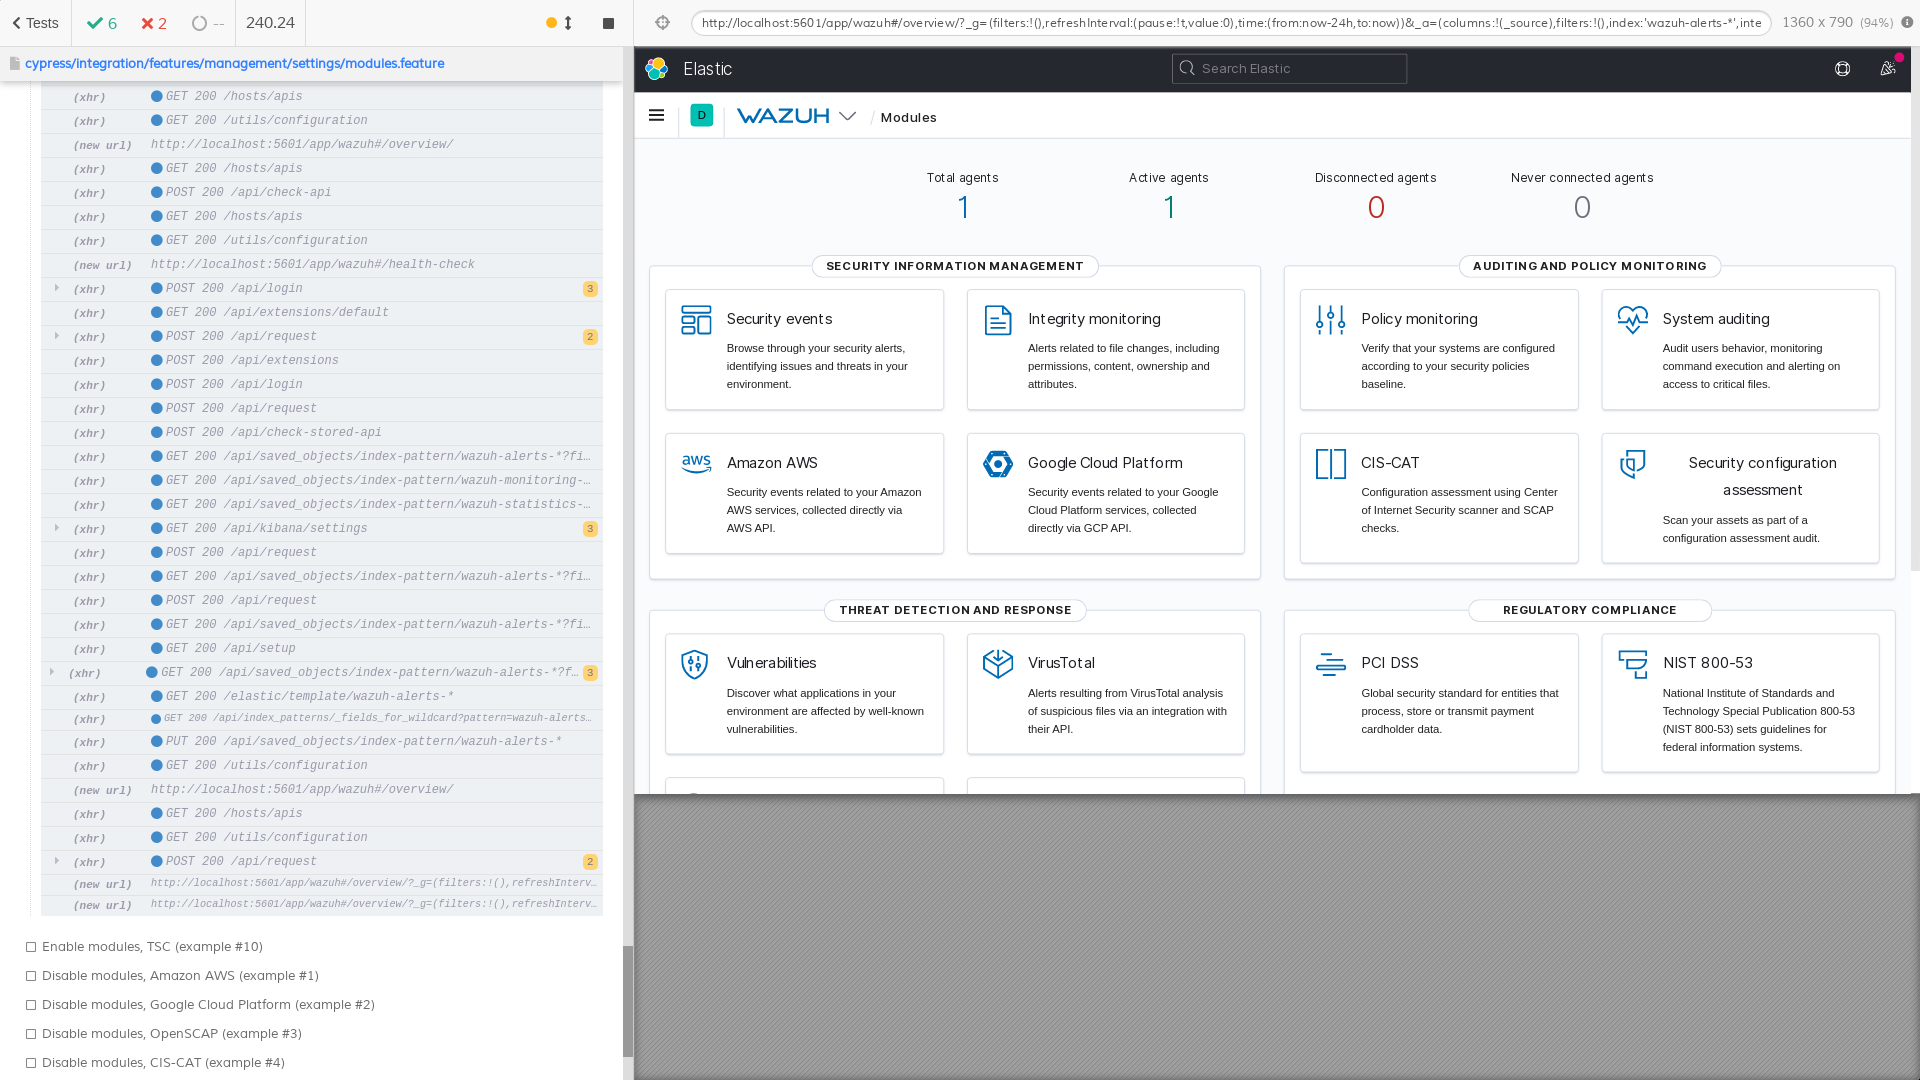 Tests
6
2
--
240.24
http://localhost:5601/app/wazuh#/overview/?_g=(filters:!(),refreshInterval:(pause:!t,value:0),time:(from:now-24h,to:now))&_a=(columns:!(_source),filters:!(),index:'wazuh-alerts-*',inte
1360 x 790 (94%)
cypress/integration/features/management/settings/modules.feature
(xhr) GET 200 /hosts/apis
(xhr) GET 200 /utils/configuration
(new url) http://localhost:5601/app/wazuh#/overview/
(xhr) GET 200 /hosts/apis
(xhr) POST 200 /api/check-api
(xhr) GET 200 /hosts/apis
(xhr) GET 200 /utils/configuration
(new url) http://localhost:5601/app/wazuh#/health-check
(xhr) POST 200 /api/login 3
(xhr) GET 200 /api/extensions/default
(xhr) POST 200 /api/request 2
(xhr) POST 200 /api/extensions
(xhr) POST 200 /api/login
(xhr) POST 200 /api/request
(xhr) POST 200 /api/check-stored-api
(xhr) GET 200 /api/saved_objects/index-pattern/wazuh-alerts-*?fi…
(xhr) GET 200 /api/saved_objects/index-pattern/wazuh-monitoring-…
(xhr) GET 200 /api/saved_objects/index-pattern/wazuh-statistics-…
(xhr) GET 200 /api/kibana/settings 3
(xhr) POST 200 /api/request
(xhr) GET 200 /api/saved_objects/index-pattern/wazuh-alerts-*?fi…
(xhr) POST 200 /api/request
(xhr) GET 200 /api/saved_objects/index-pattern/wazuh-alerts-*?fi…
(xhr) GET 200 /api/setup
(xhr) GET 200 /api/saved_objects/index-pattern/wazuh-alerts-*?f… 3
(xhr) GET 200 /elastic/template/wazuh-alerts-*
(xhr) GET 200 /api/index_patterns/_fields_for_wildcard?pattern=wazuh-alerts…
(xhr) PUT 200 /api/saved_objects/index-pattern/wazuh-alerts-*
(xhr) GET 200 /utils/configuration
(new url) http://localhost:5601/app/wazuh#/overview/
(xhr) GET 200 /hosts/apis
(xhr) GET 200 /utils/configuration
(xhr) POST 200 /api/request 2
(new url) http://localhost:5601/app/wazuh#/overview/?_g=(filters:!(),refreshInterv…
(new url) http://localhost:5601/app/wazuh#/overview/?_g=(filters:!(),refreshInterv…
Enable modules, TSC (example #10)
Disable modules, Amazon AWS (example #1)
Disable modules, Google Cloud Platform (example #2)
Disable modules, OpenSCAP (example #3)
Disable modules, CIS-CAT (example #4)
Elastic
Search Elastic
D
WAZUH
/ Modules
Total agents
1
Active agents
1
Disconnected agents
0
Never connected agents
0
SECURITY INFORMATION MANAGEMENT
Security events
Browse through your security alerts,
identifying issues and threats in your
environment.
Integrity monitoring
Alerts related to file changes, including
permissions, content, ownership and
attributes.
aws
Amazon AWS
Security events related to your Amazon
AWS services, collected directly via
AWS API.
Google Cloud Platform
Security events related to your Google
Cloud Platform services, collected
directly via GCP API.
AUDITING AND POLICY MONITORING
Policy monitoring
Verify that your systems are configured
according to your security policies
baseline.
System auditing
Audit users behavior, monitoring
command execution and alerting on
access to critical files.
CIS-CAT
Configuration assessment using Center
of Internet Security scanner and SCAP
checks.
Security configuration
assessment
Scan your assets as part of a
configuration assessment audit.
THREAT DETECTION AND RESPONSE
Vulnerabilities
Discover what applications in your
environment are affected by well-known
vulnerabilities.
VirusTotal
Alerts resulting from VirusTotal analysis
of suspicious files via an integration with
their API.
REGULATORY COMPLIANCE
PCI DSS
Global security standard for entities that
process, store or transmit payment
cardholder data.
NIST 800-53
National Institute of Standards and
Technology Special Publication 800-53
(NIST 800-53) sets guidelines for
federal information systems.